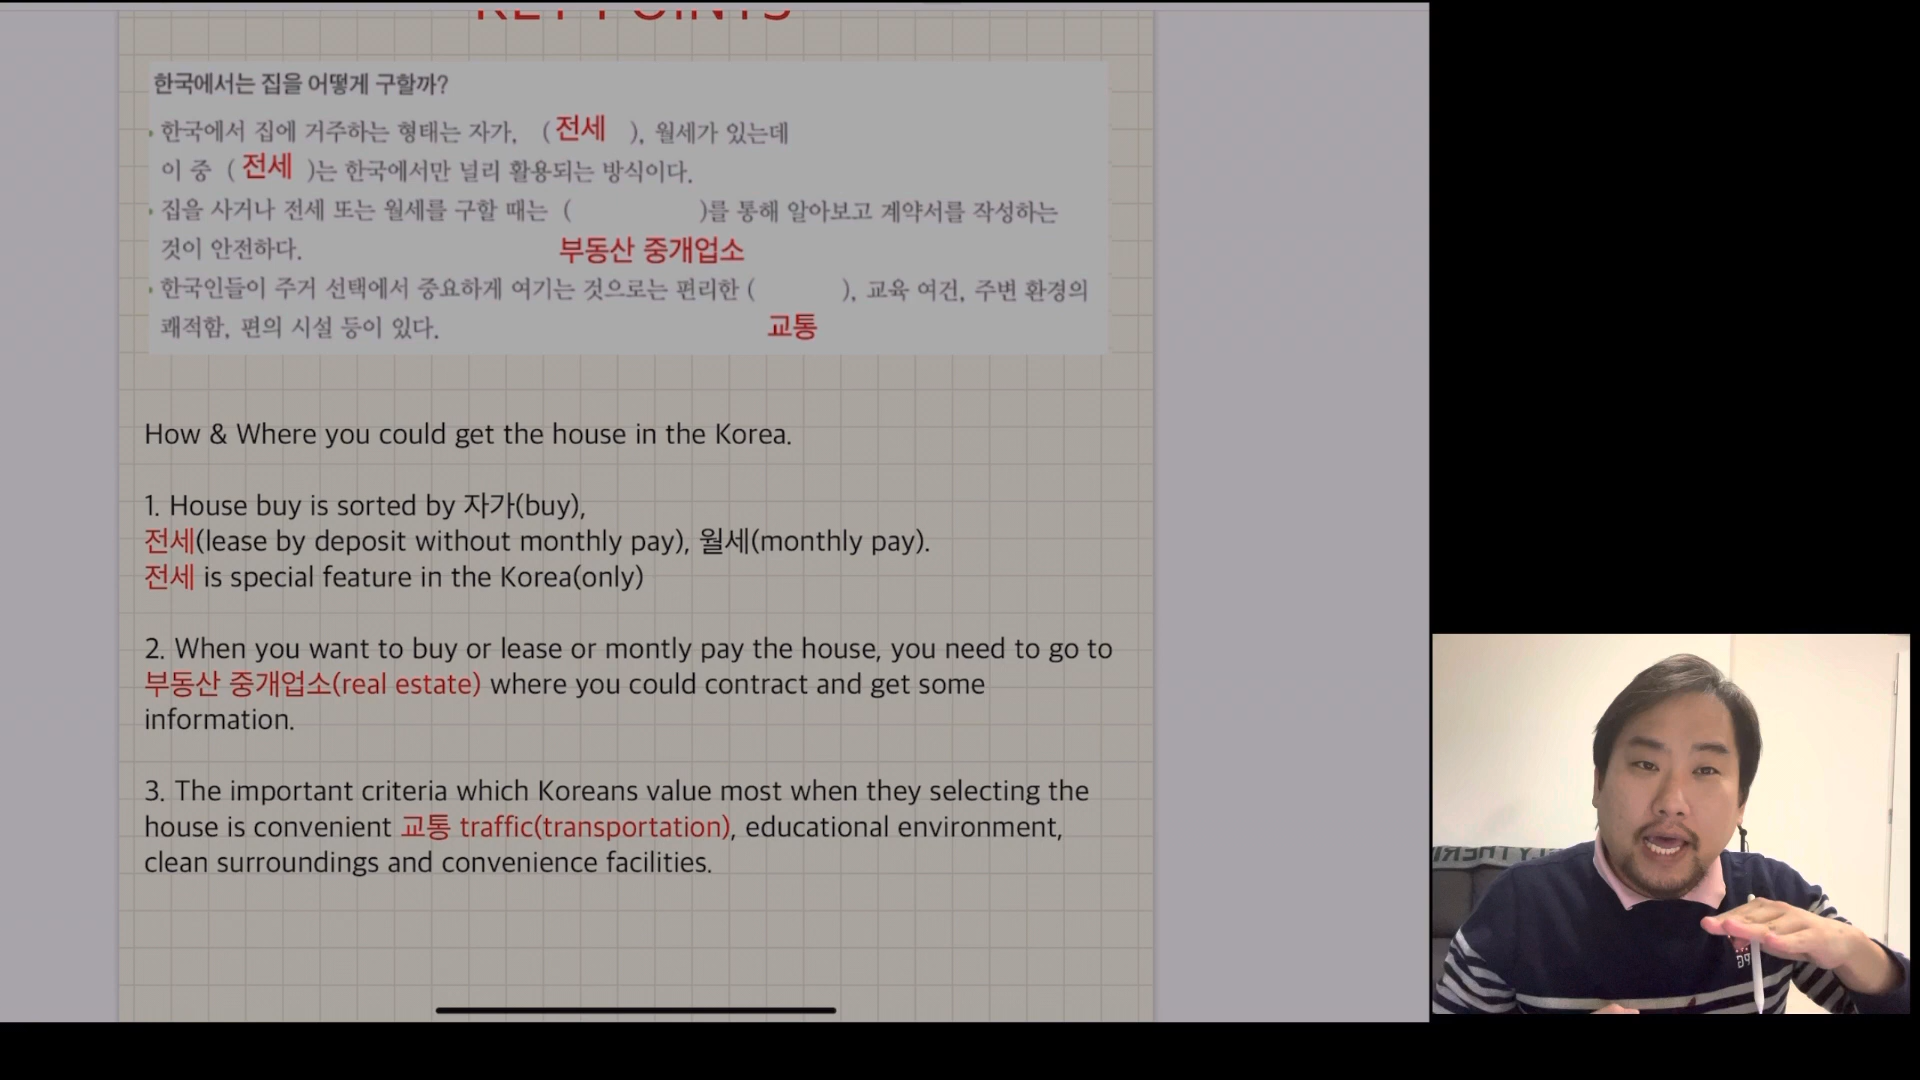 KEY POINTS
한국에서는 집을 어떻게 구할까?
한국에서 집에 거주하는 형태는 자가, ( 전세 ), 월세가 있는데
이 중 ( 전세 )는 한국에서만 널리 활용되는 방식이다.
집을 사거나 전세 또는 월세를 구할 때는 ( )를 통해 알아보고 계약서를 작성하는
것이 안전하다. 부동산 중개업소
한국인들이 주거 선택에서 중요하게 여기는 것으로는 편리한 ( ), 교육 여건, 주변 환경의
쾌적함, 편의 시설 등이 있다. 교통
How & Where you could get the house in the Korea.
1. House buy is sorted by 자가(buy),
전세(lease by deposit without monthly pay), 월세(monthly pay).
전세 is special feature in the Korea(only)
2. When you want to buy or lease or montly pay the house, you need to go to
부동산 중개업소(real estate) where you could contract and get some
information.
3. The important criteria which Koreans value most when they selecting the
house is convenient 교통 traffic(transportation), educational environment,
clean surroundings and convenience facilities.